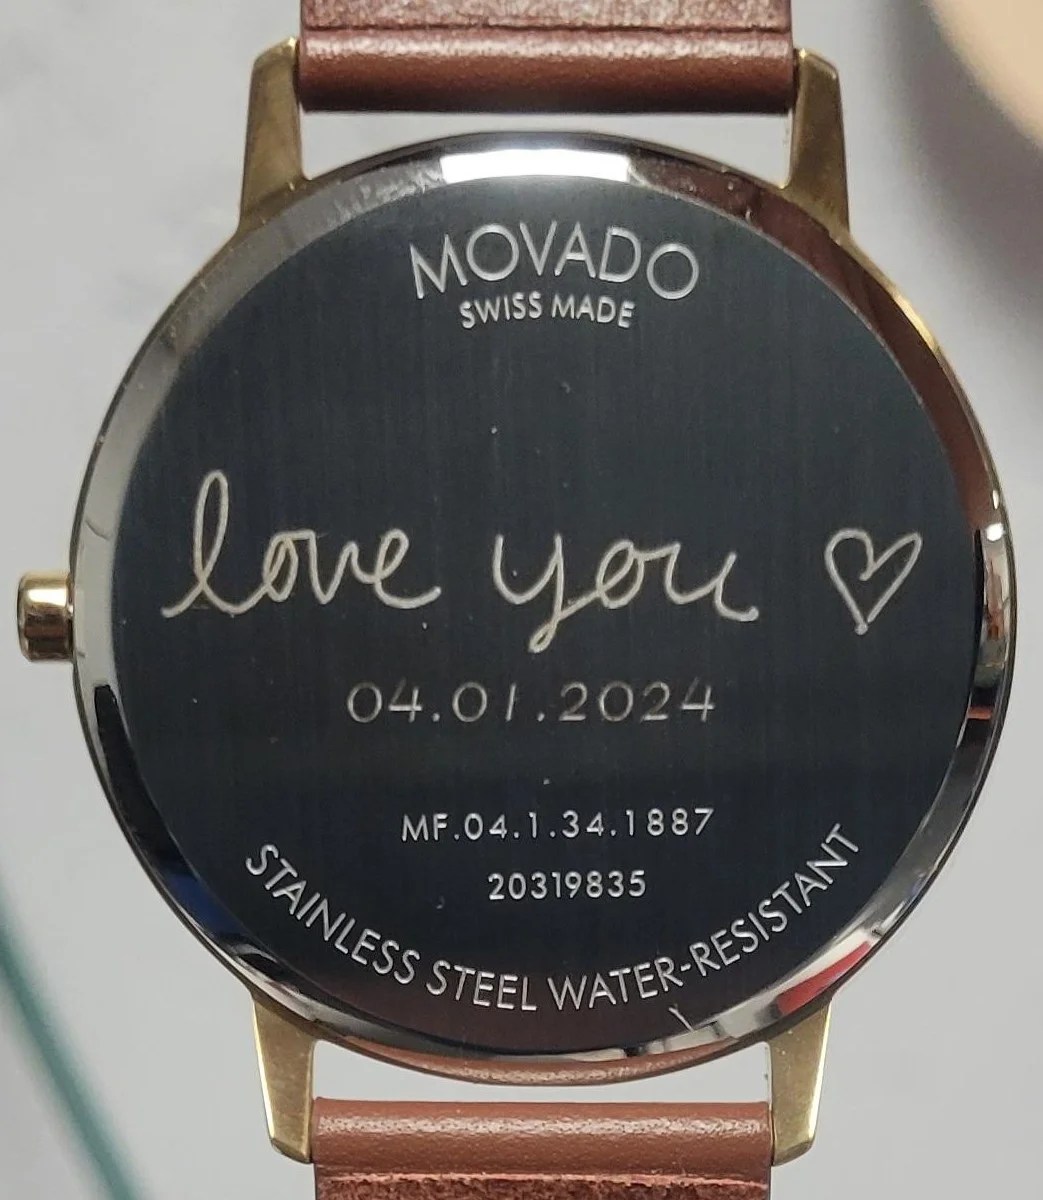 MOVADO
SWISS MADE
love you ♡
04.01.2024
MF.04.1.34.1887
20319835
STAINLESS STEEL WATER-RESISTANT